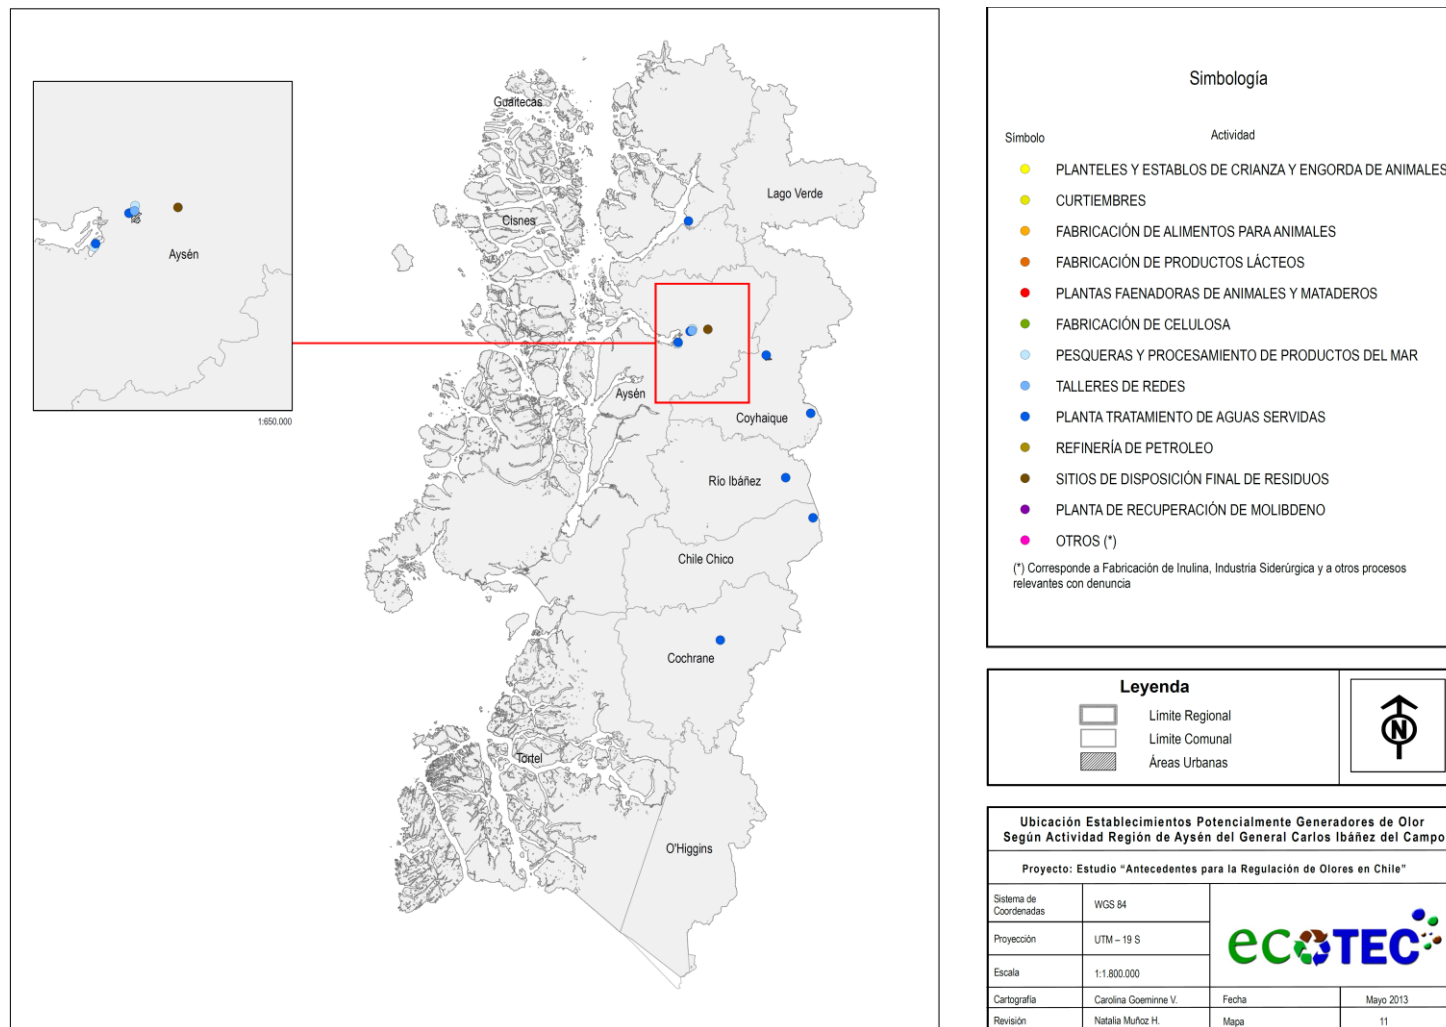 Guaitecas
Lago Verde
Cisnes
Aysén
Aysén
1:650.000
Coyhaique
Río Ibáñez
Chile Chico
Cochrane
Tortel
O'Higgins
Simbología
Símbolo
Actividad
PLANTELES Y ESTABLOS DE CRIANZA Y ENGORDA DE ANIMALES
CURTIEMBRES
FABRICACIÓN DE ALIMENTOS PARA ANIMALES
FABRICACIÓN DE PRODUCTOS LÁCTEOS
PLANTAS FAENADORAS DE ANIMALES Y MATADEROS
FABRICACIÓN DE CELULOSA
PESQUERAS Y PROCESAMIENTO DE PRODUCTOS DEL MAR
TALLERES DE REDES
PLANTA TRATAMIENTO DE AGUAS SERVIDAS
REFINERÍA DE PETROLEO
SITIOS DE DISPOSICIÓN FINAL DE RESIDUOS
PLANTA DE RECUPERACIÓN DE MOLIBDENO
OTROS (*)
(*) Corresponde a Fabricación de Inulina, Industria Siderúrgica y a otros procesos
relevantes con denuncia
Leyenda
Límite Regional
Límite Comunal
Áreas Urbanas
N
Ubicación Establecimientos Potencialmente Generadores de Olor
Según Actividad Región de Aysén del General Carlos Ibáñez del Campo
Proyecto: Estudio “Antecedentes para la Regulación de Olores en Chile”
Sistema de
Coordenadas
WGS 84
Proyección
UTM – 19 S
Escala
1:1.800.000
ecoTEC
Cartografía
Carolina Goeminne V.
Fecha
Mayo 2013
Revisión
Natalia Muñoz H.
Mapa
11